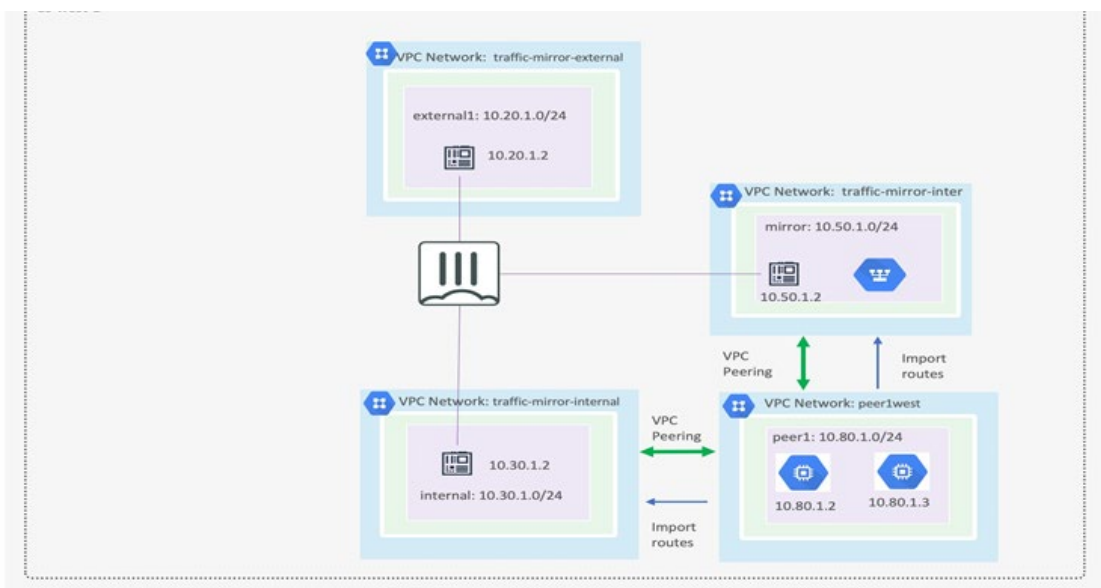 VPC Network: traffic-mirror-external
external1: 10.20.1.0/24
10.20.1.2
VPC Network: traffic-mirror-inter
mirror: 10.50.1.0/24
10.50.1.2
VPC
Peering
Import
routes
VPC Network: traffic-mirror-internal
10.30.1.2
internal: 10.30.1.0/24
VPC
Peering
Import
routes
VPC Network: peer1west
peer1: 10.80.1.0/24
10.80.1.2
10.80.1.3